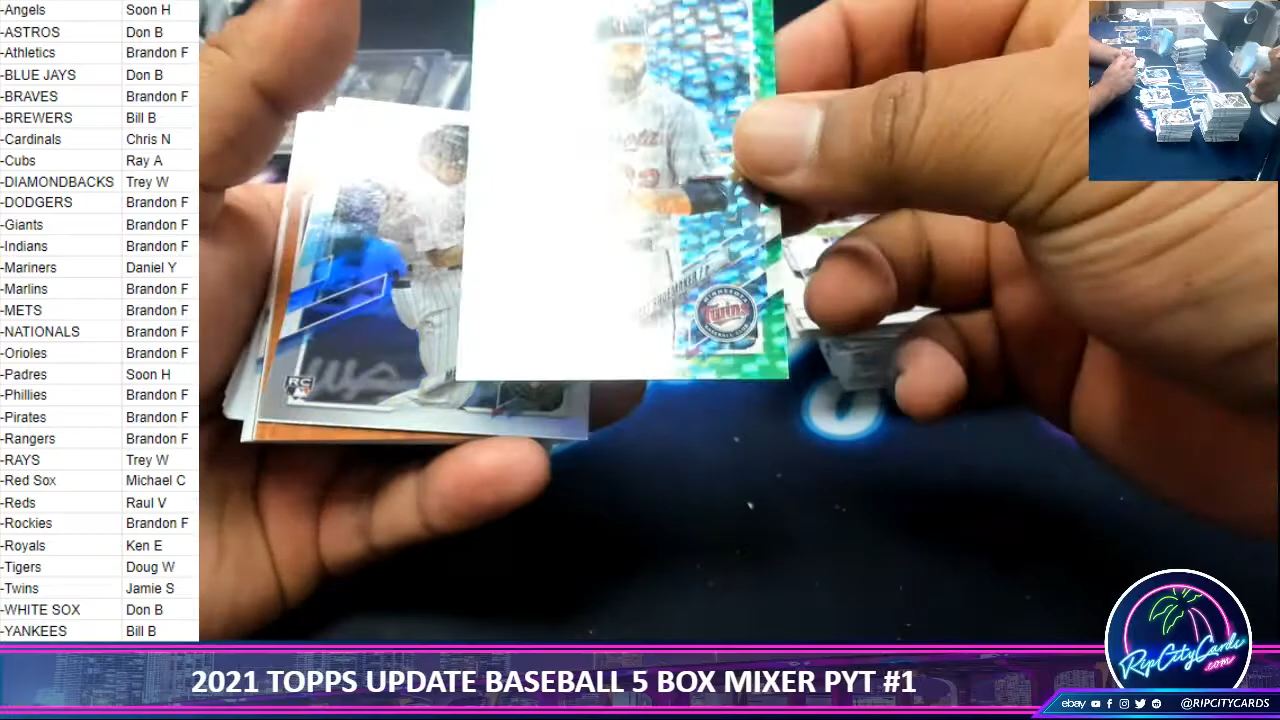 -Angels Soon H
-ASTROS Don B
-Athletics Brandon F
-BLUE JAYS Don B
-BRAVES Brandon F
-BREWERS Bill B
-Cardinals Chris N
-Cubs Ray A
-DIAMONDBACKS Trey W
-DODGERS Brandon F
-Giants Brandon F
-Indians Brandon F
-Mariners Daniel Y
-Marlins Brandon F
-METS Brandon F
-NATIONALS Brandon F
-Orioles Brandon F
-Padres Soon H
-Phillies Brandon F
-Pirates Brandon F
-Rangers Brandon F
-RAYS Trey W
-Red Sox Michael C
-Reds Raul V
-Rockies Brandon F
-Royals Ken E
-Tigers Doug W
-Twins Jamie S
-WHITE SOX Don B
-YANKEES Bill B
SHOEMAKER
MINNESOTA
Twins
BASEBALL CLUB
RC
RipCityCards
.com
2021 TOPPS UPDATE BASEBALL 5 BOX MIXER PYT #1
ebay @RIPCITYCARDS